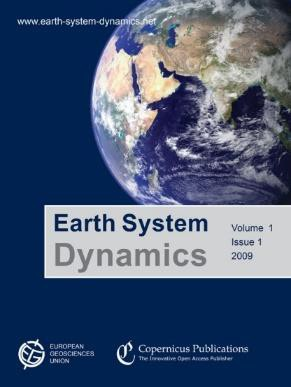 www.earth-system-dynamics.net
Earth System
Dynamics
Volume 1
Issue 1
2009
EUROPEAN
GEOSCIENCES
UNION
Copernicus Publications
The Innovative Open Access Publisher